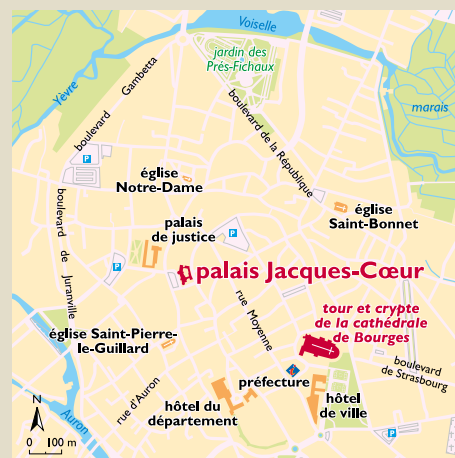 Voiselle
jardin des
Prés-Fichaux
Yèvre
boulevard Gambetta
boulevard de la République
marais
P
église
Notre-Dame
église
Saint-Bonnet
palais
de justice
P
P
boulevard de Juranville
palais Jacques-Cœur
rue Moyenne
tour et crypte
de la cathédrale
de Bourges
église Saint-Pierre-
le-Guillard
boulevard
de Strasbourg
préfecture
rue d'Auron
hôtel du
département
hôtel
de ville
Auron
N
P
0 100 m